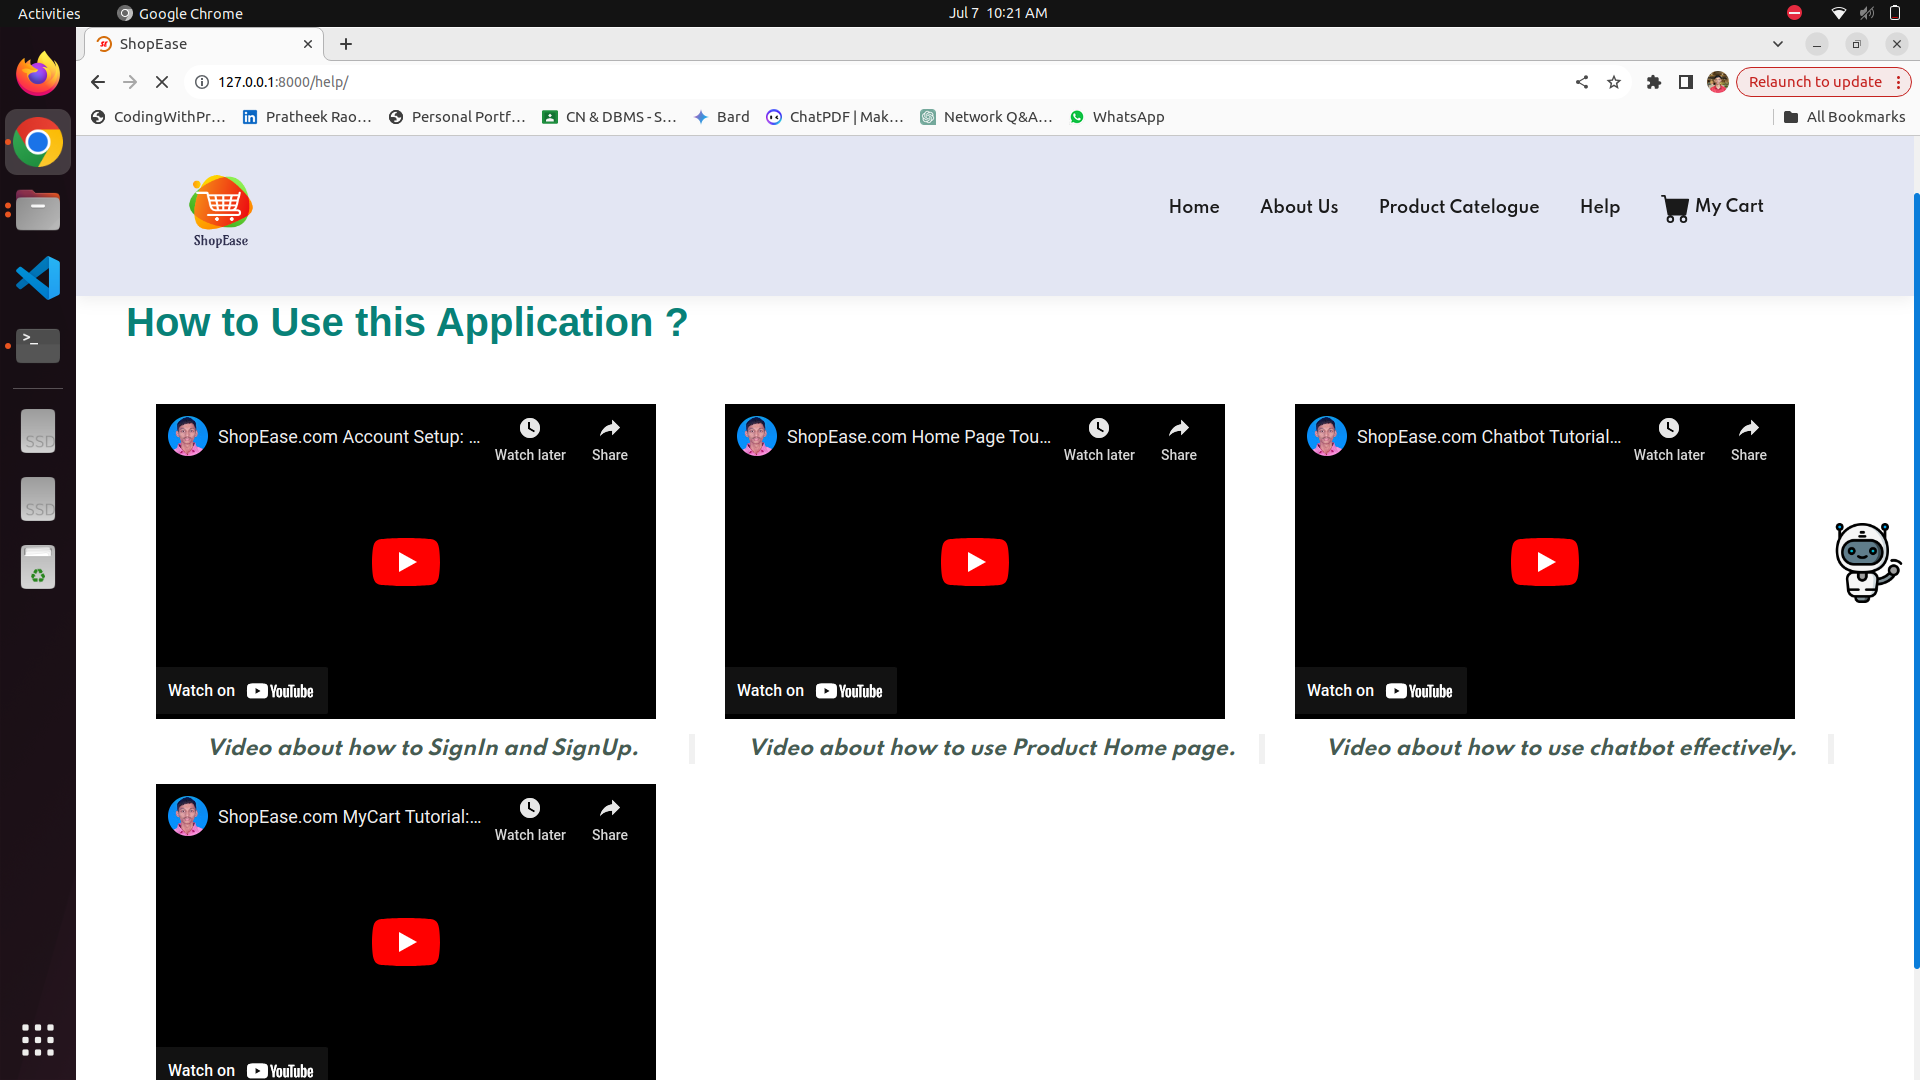 Activities
Google Chrome
Jul 7 10:21 AM
ShopEase
127.0.0.1:8000/help/
Relaunch to update
CodingWithPr...
Pratheek Rao...
Personal Portf...
CN & DBMS - S...
Bard
ChatPDF | Mak...
Network Q&A...
WhatsApp
All Bookmarks
ShopEase
Home
About Us
Product Catelogue
Help
My Cart
How to Use this Application ?
ShopEase.com Account Setup: ...
Watch later
Share
ShopEase.com Home Page Tou...
Watch later
Share
ShopEase.com Chatbot Tutorial...
Watch later
Share
Watch on YouTube
Watch on YouTube
Watch on YouTube
Video about how to SignIn and SignUp.
Video about how to use Product Home page.
Video about how to use chatbot effectively.
ShopEase.com MyCart Tutorial:...
Watch later
Share
Watch on YouTube
SSD
SSD